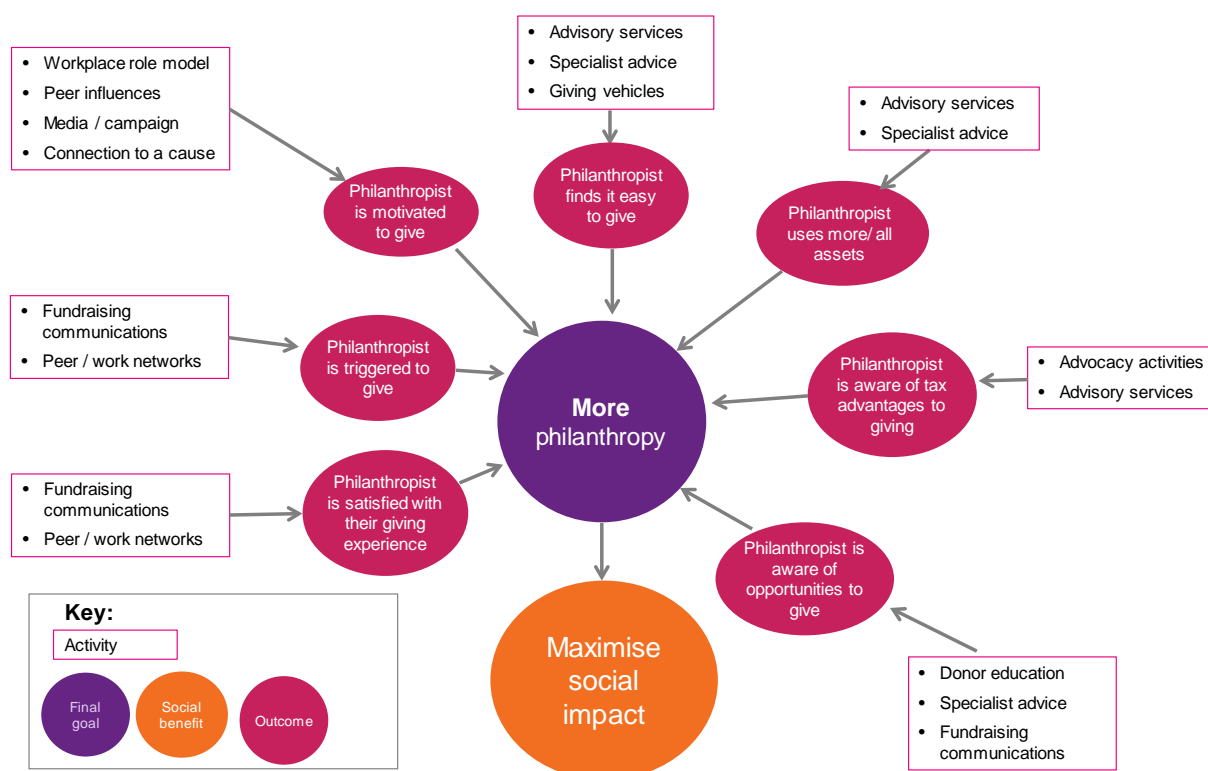 • Workplace role model
• Peer influences
• Media / campaign
• Connection to a cause
• Advisory services
• Specialist advice
• Giving vehicles
• Advisory services
• Specialist advice
Philanthropist
is motivated
to give
Philanthropist
finds it easy
to give
Philanthropist
uses more/ all
assets
• Fundraising
communications
• Peer / work networks
Philanthropist
is triggered to
give
More
philanthropy
Philanthropist
is aware of tax
advantages to
giving
• Advocacy activities
• Advisory services
• Fundraising
communications
• Peer / work networks
Philanthropist
is satisfied with
their giving
experience
Philanthropist is
aware of
opportunities to
give
Maximise
social
impact
• Donor education
• Specialist advice
• Fundraising
communications
Key:
Activity
Final
goal
Social
benefit
Outcome